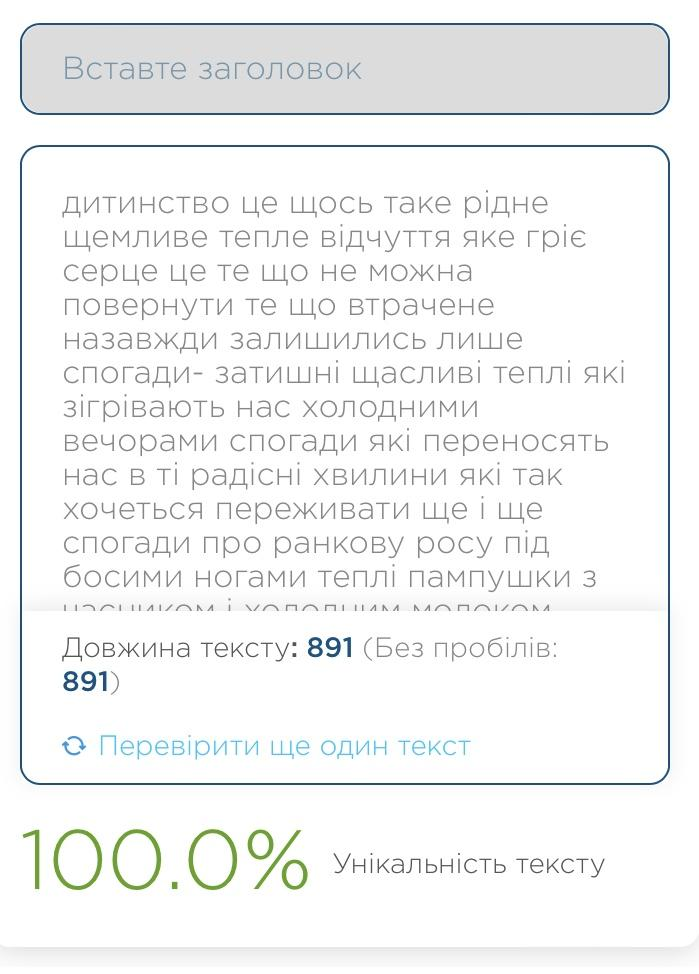 Вставте заголовок
дитинство це щось таке рідне
щемливе тепле відчуття яке гріє
серце це те що не можна
повернути те що втрачене
назавжди залишились лише
спогади- затишні щасливі теплі які
зігрівають нас холодними
вечорами спогади які переносять
нас в ті радісні хвилини які так
хочеться переживати ще і ще
спогади про ранкову росу під
босими ногами теплі пампушки з
часником і холодним молоком
Довжина тексту: 891 (Без пробілів:
891)
Перевірити ще один текст
100.0% Унікальність тексту